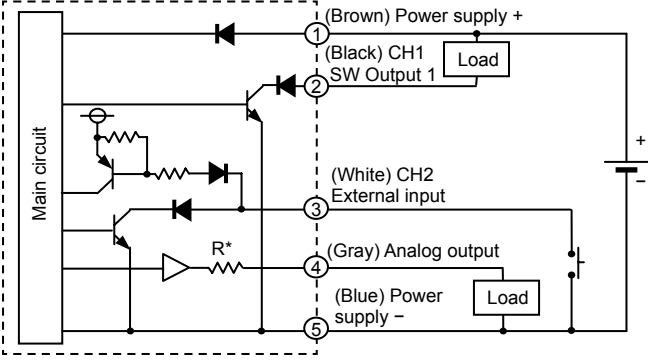 Main circuit
(Brown) Power supply +
1
(Black) CH1
SW Output 1
2
Load
+
−
(White) CH2
External input
3
R*
(Gray) Analog output
4
Load
(Blue) Power
supply −
5